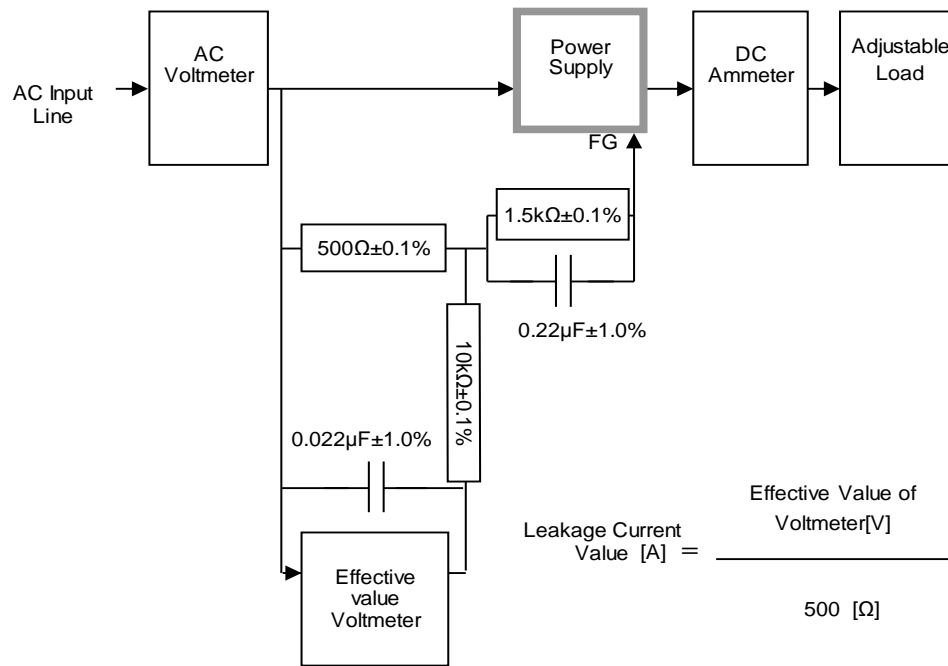 AC
Voltmeter
Power
Supply
DC
Ammeter
Adjustable
Load
AC Input
Line
FG
1.5kΩ±0.1%
500Ω±0.1%
0.22µF±1.0%
10kΩ±0.1%
0.022µF±1.0%
Effective
value
Voltmeter
Leakage Current
Value [A] =
Effective Value of
Voltmeter[V]
500 [Ω]